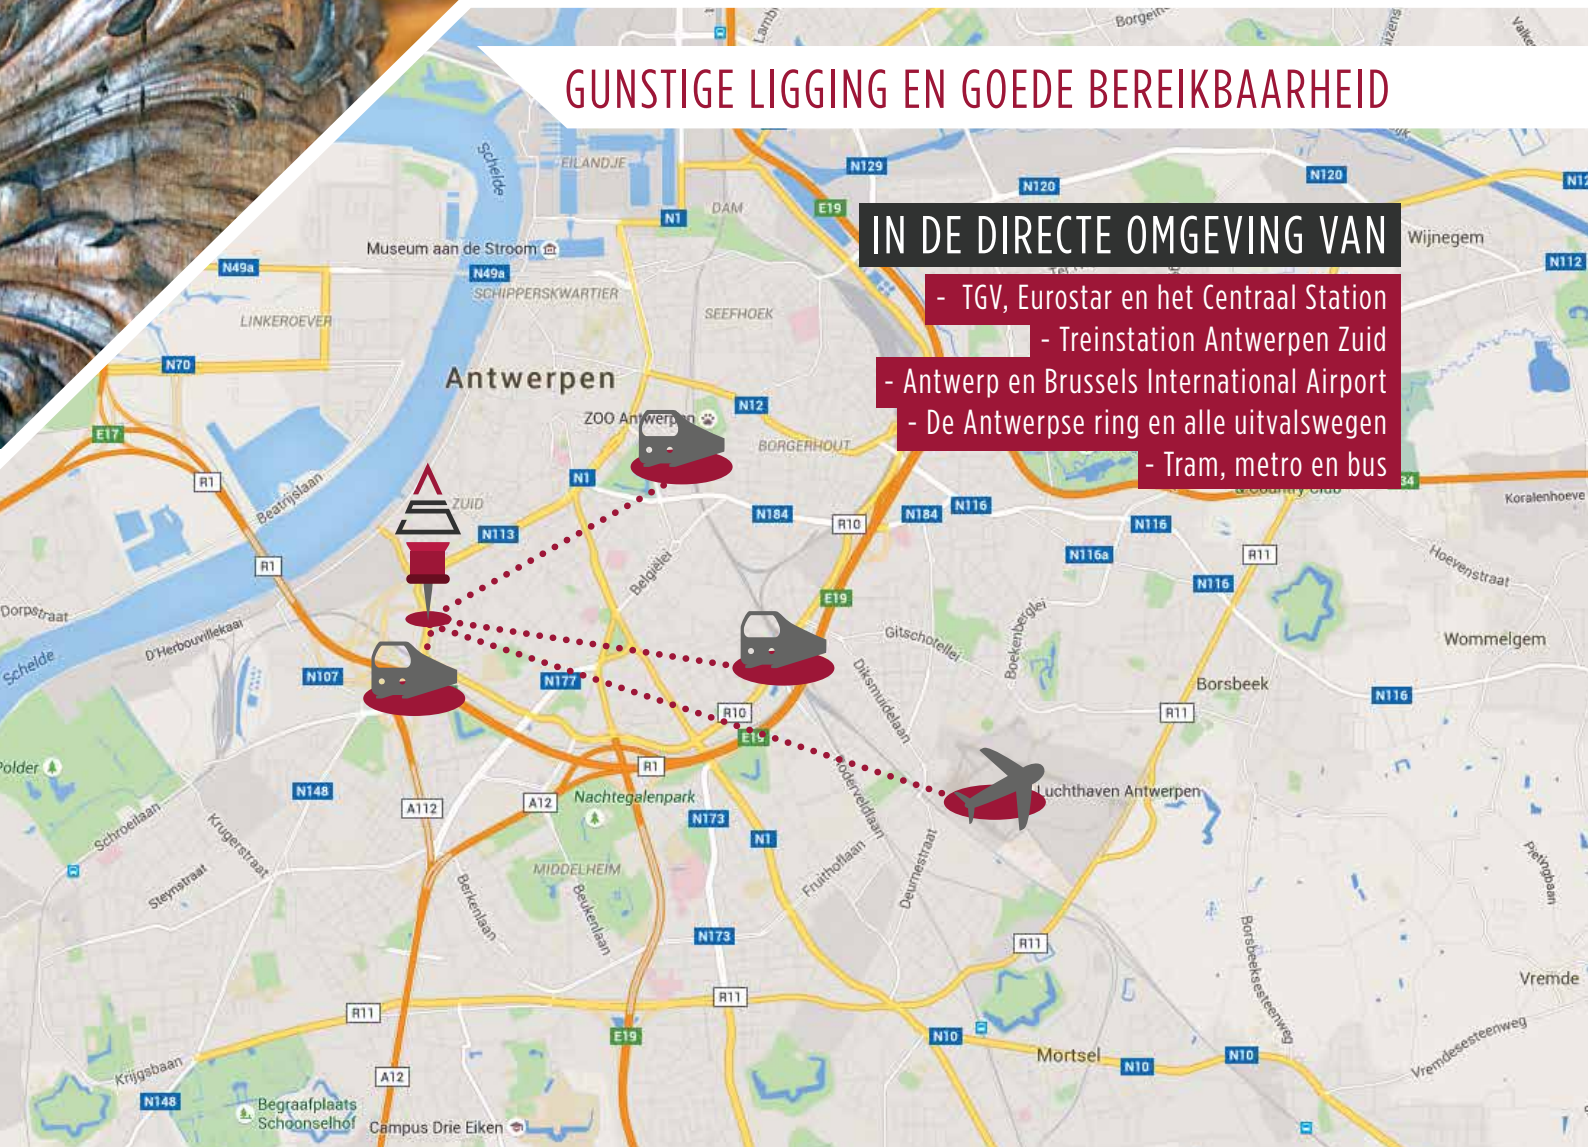 GUNSTIGE LIGGING EN GOEDE BEREIKBAARHEID
IN DE DIRECTE OMGEVING VAN
- TGV, Eurostar en het Centraal Station
- Treinstation Antwerpen Zuid
- Antwerp en Brussels International Airport
- De Antwerpse ring en alle uitvalswegen
- Tram, metro en bus
Schelde
EILANDJE
N129
N120
N120
DAM
E19
N1
Wijnegem
N112
Museum aan de Stroom
N49a
N49a
SCHIPPERSKWARTIER
LINKEROEVER
SEEFHOEK
N70
Antwerpen
ZOO Antwerpen
N12
BORGERHOUT
E17
R1
Beatrijslaan
ZUID
N1
N113
N184
R10
N184
N116
N116
34
Koralenhoeve
R1
Belgiëlei
N116a
R11
Hoevenstraat
N116
E19
Dorpstraat
D'Herbouvillekaai
Schelde
Gitschotellei
Boekenberglei
Wommelgem
N107
N177
Diksmuidelaan
Borsbeek
N116
R10
R11
E19
Polder
R1
N148
A112
A12
Nachtegalenpark
Luchthaven Antwerpen
Schroeilaan
Krugerstraat
N173
N1
Fruithoflaan
Deurnestraat
Steynstraat
MIDDELHEIM
Berkenlaan
Beukenlaan
N173
R11
Borsbeeksesteenweg
Vremde
R11
R11
E19
N10
Mortsel
N10
N10
Vremdesesteenweg
Krijgsbaan
A12
N148
Begraafplaats
Schoonselhof
Campus Drie Eiken